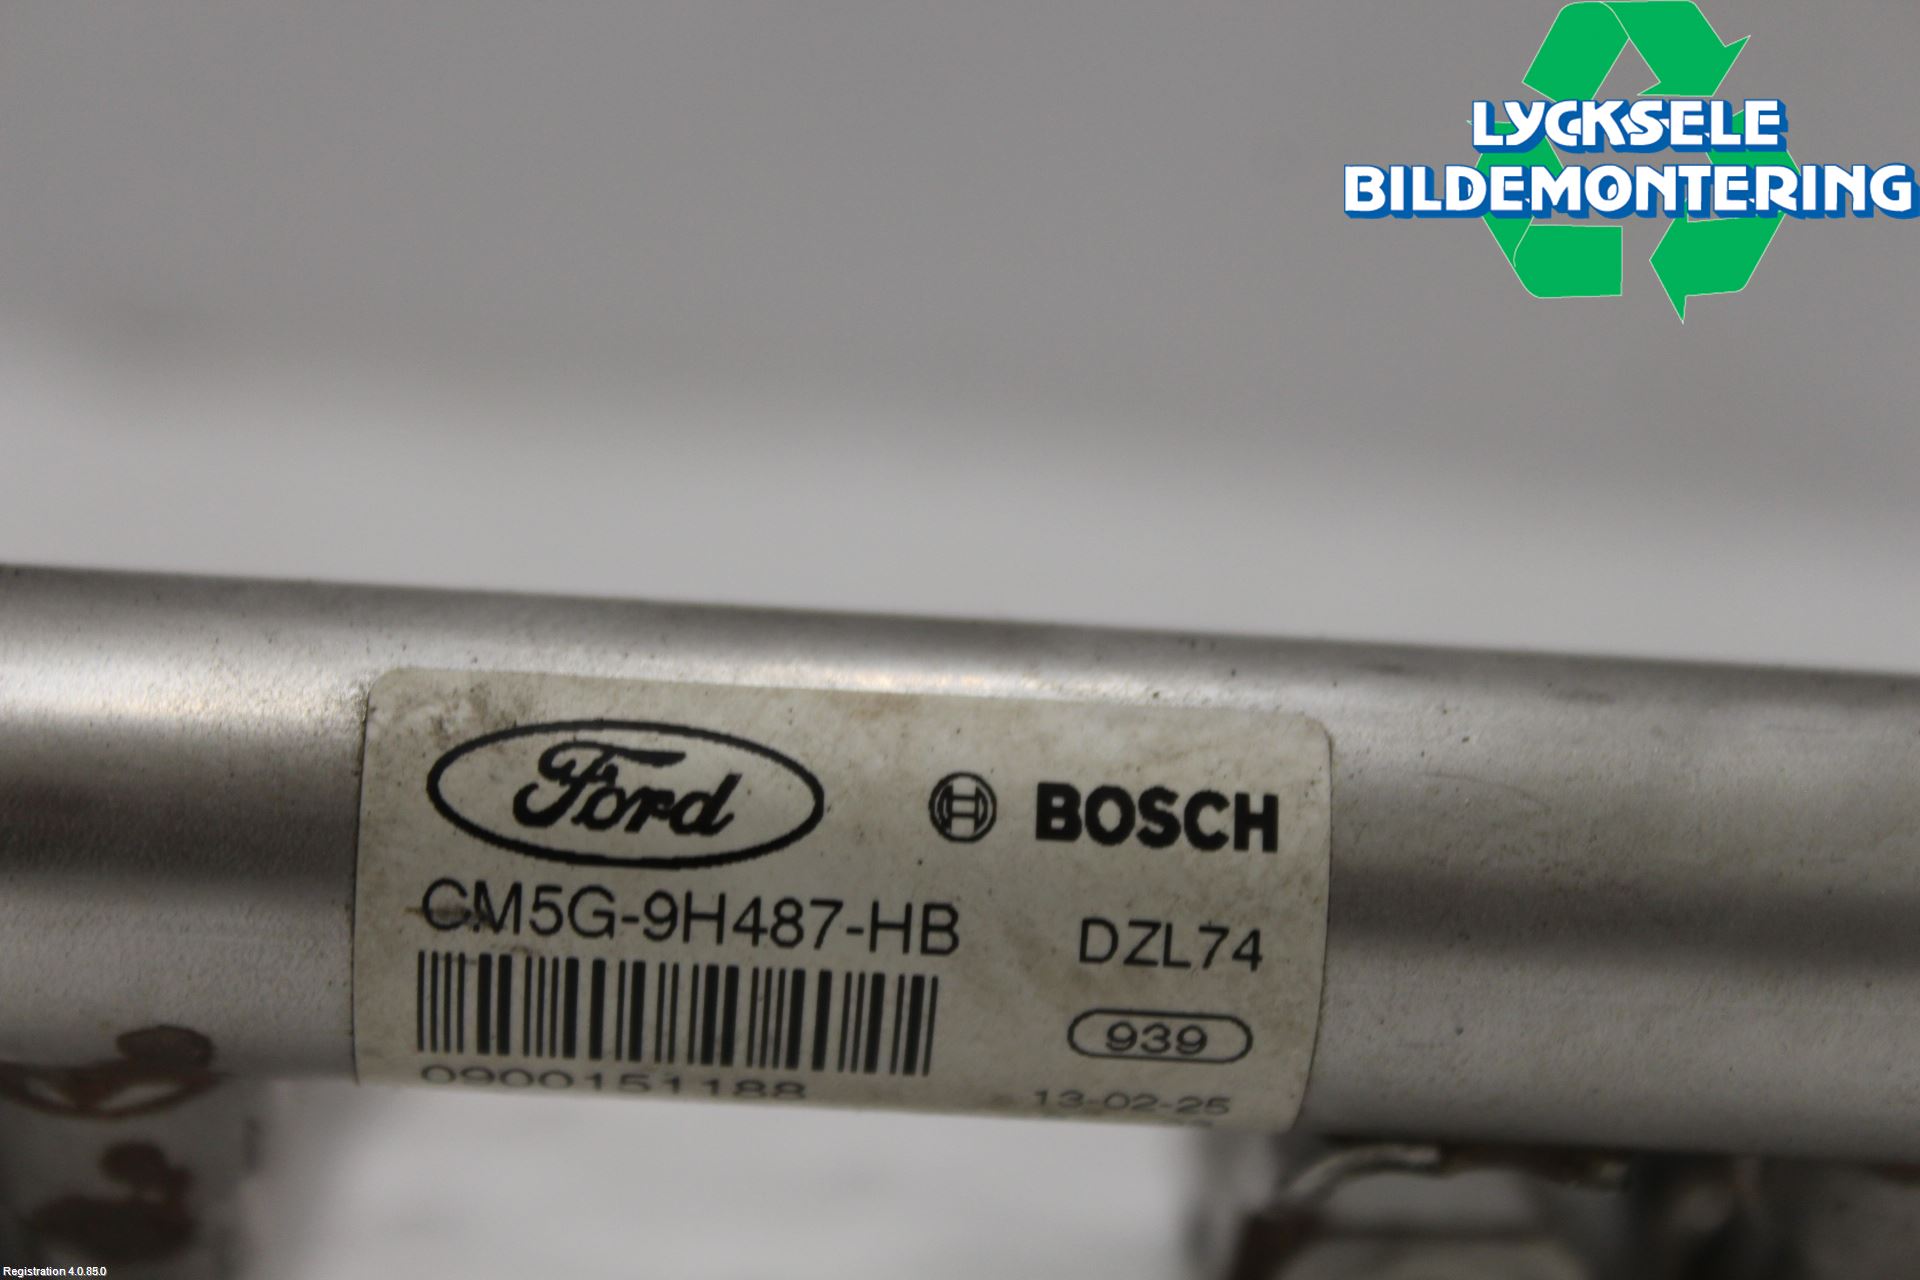 LYCKSELE
BILDEMONTERING
Ford
BOSCH
CM5G-9H487-HB
DZL74
939
0900151188
13-02-25
Registration 4.0.85.0